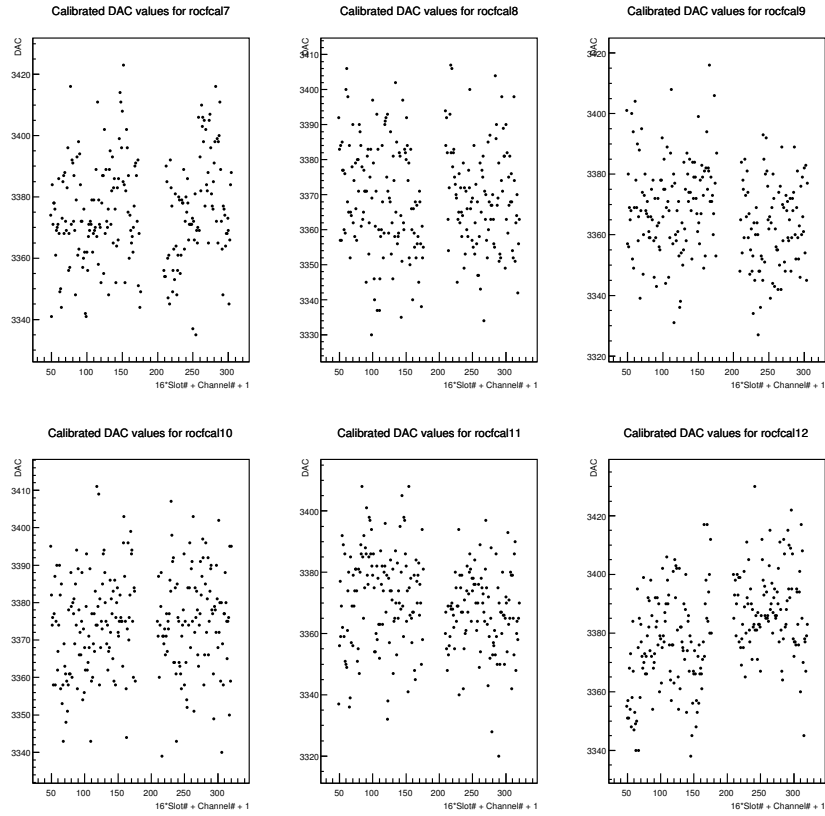 Calibrated DAC values for rocfcal7
DAC
3420
3400
3380
3360
3340
50 100 150 200 250 300
16*Slot# + Channel# + 1
Calibrated DAC values for rocfcal8
DAC
3410
3400
3390
3380
3370
3360
3350
3340
3330
50 100 150 200 250 300
16*Slot# + Channel# + 1
Calibrated DAC values for rocfcal9
DAC
3420
3400
3380
3360
3340
3320
50 100 150 200 250 300
16*Slot# + Channel# + 1
Calibrated DAC values for rocfcal10
DAC
3410
3400
3390
3380
3370
3360
3350
3340
50 100 150 200 250 300
16*Slot# + Channel# + 1
Calibrated DAC values for rocfcal11
DAC
3400
3380
3360
3340
3320
50 100 150 200 250 300
16*Slot# + Channel# + 1
Calibrated DAC values for rocfcal12
DAC
3420
3400
3380
3360
3340
50 100 150 200 250 300
16*Slot# + Channel# + 1